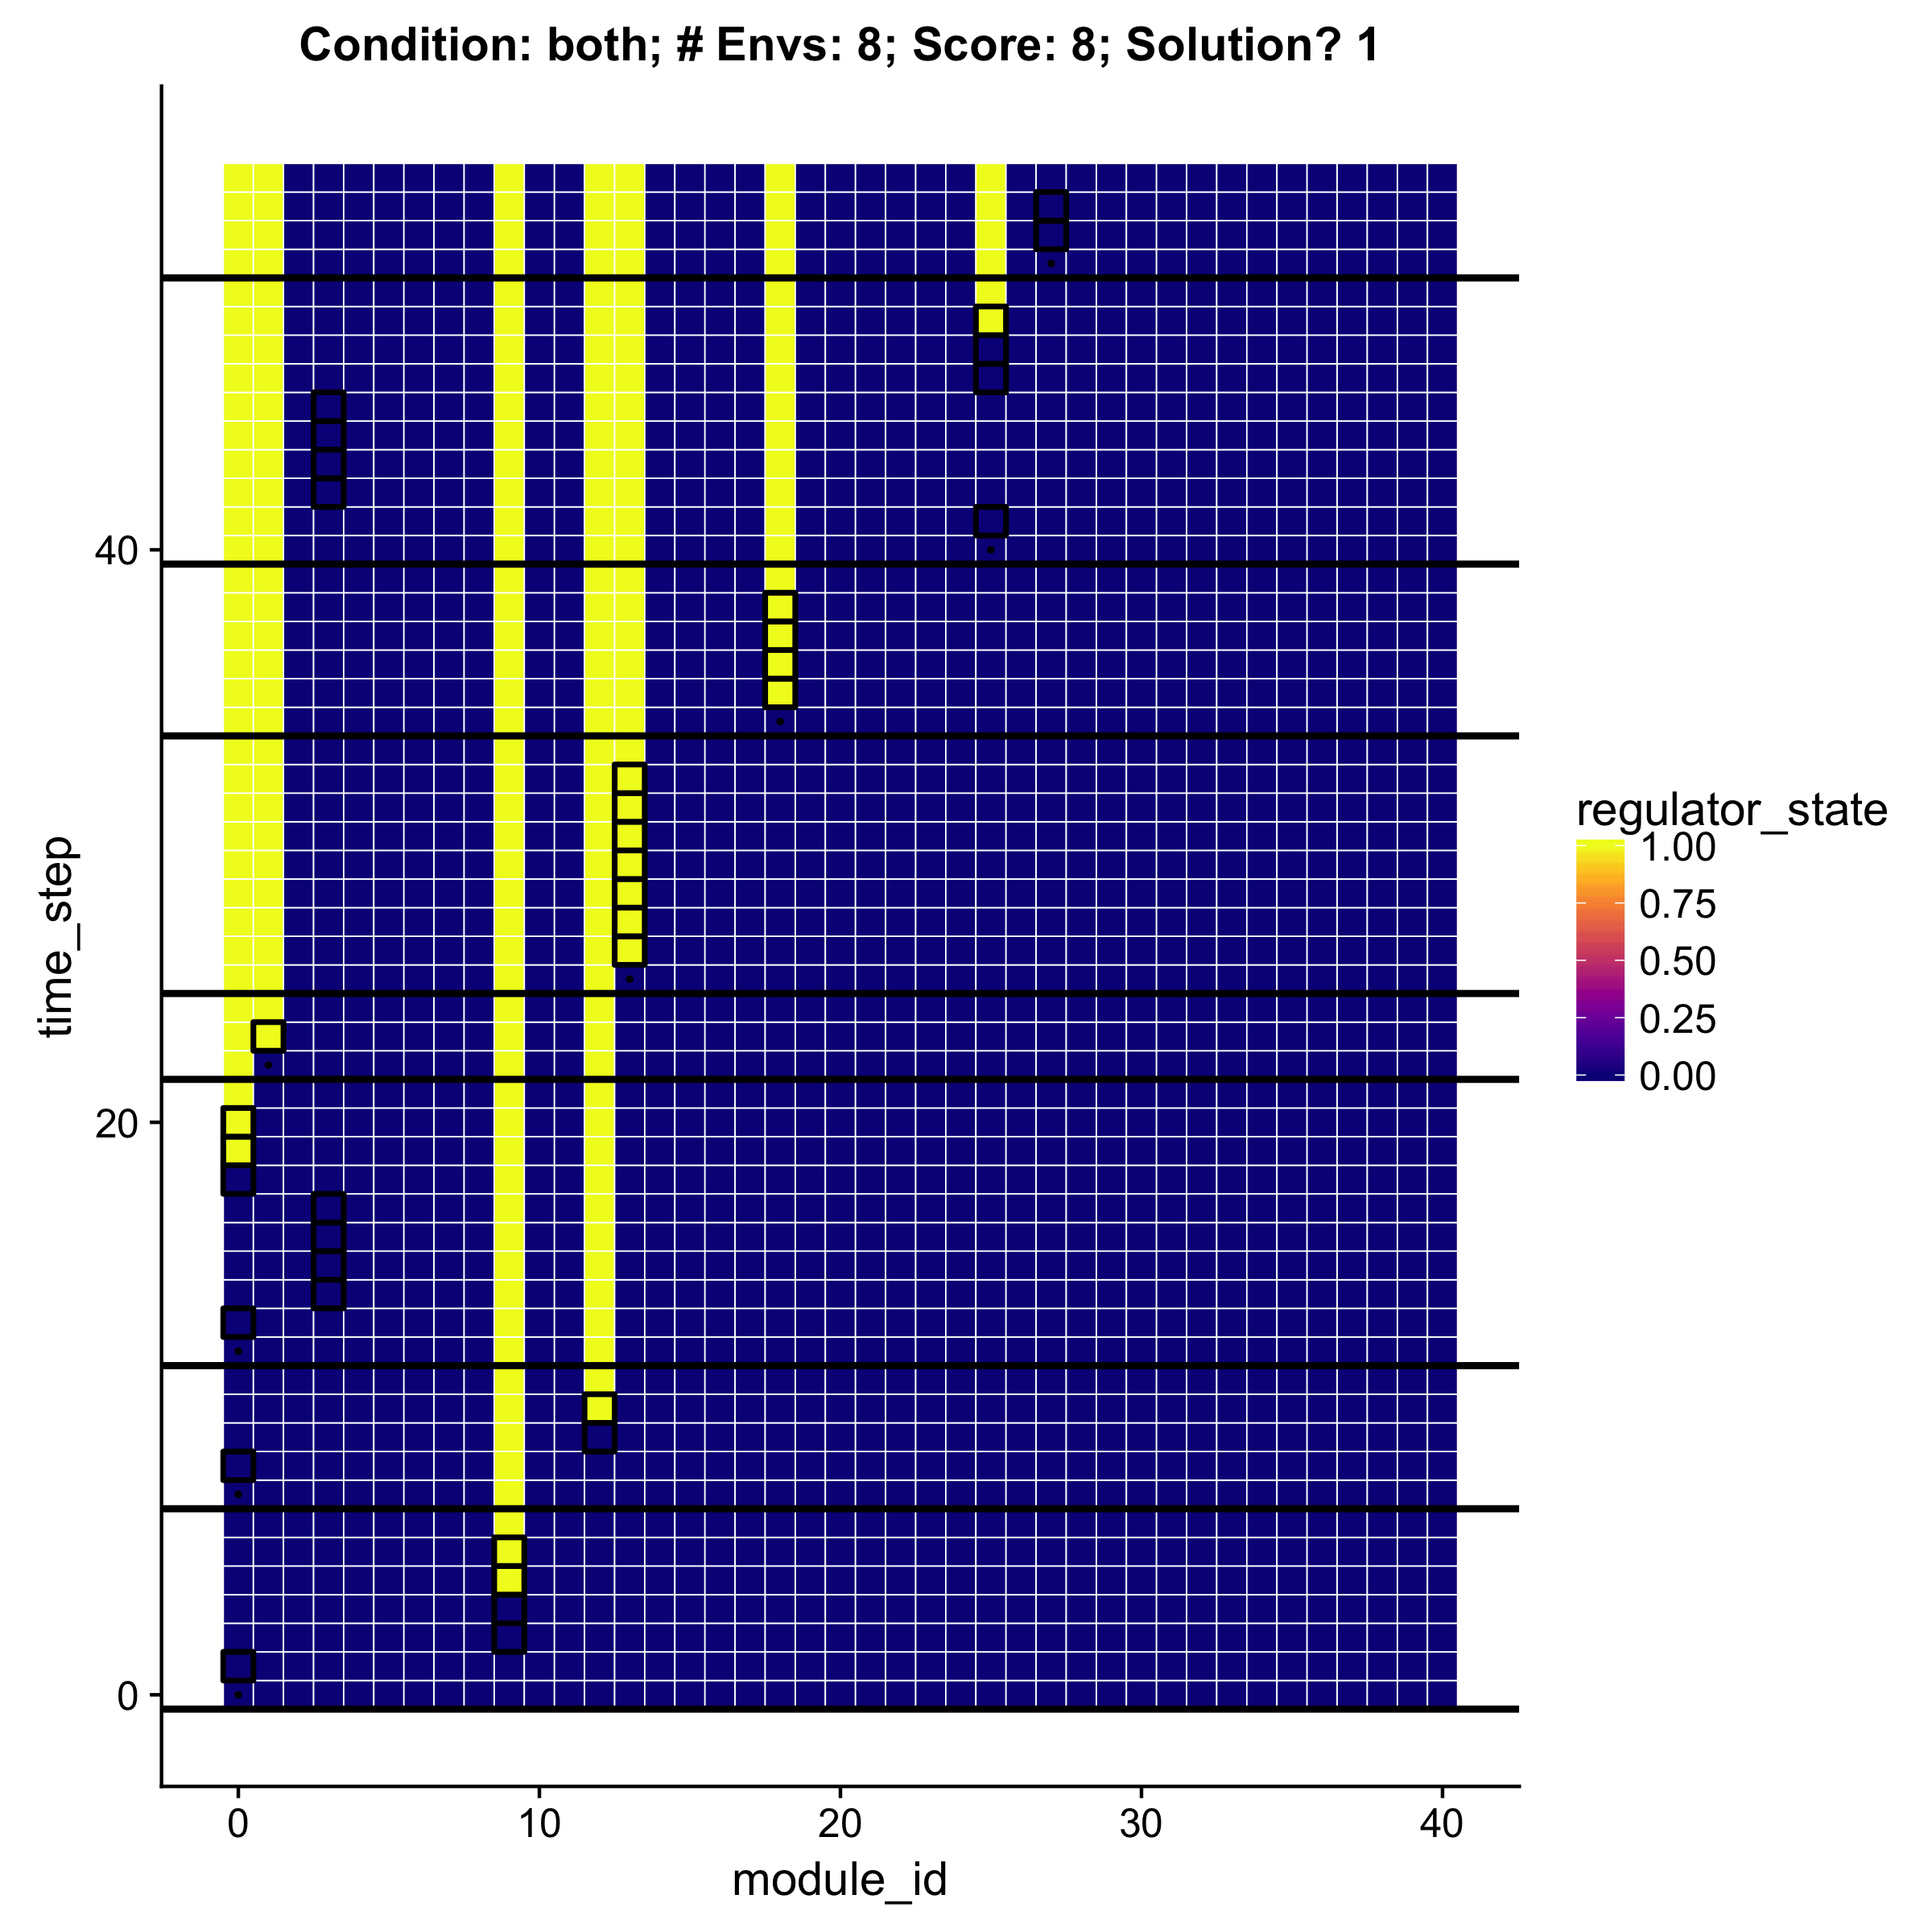 Condition: both; # Envs: 8; Score: 8; Solution? 1
time_step
40
20
0
0 10 20 30 40
module_id
regulator_state
1.00
0.75
0.50
0.25
0.00